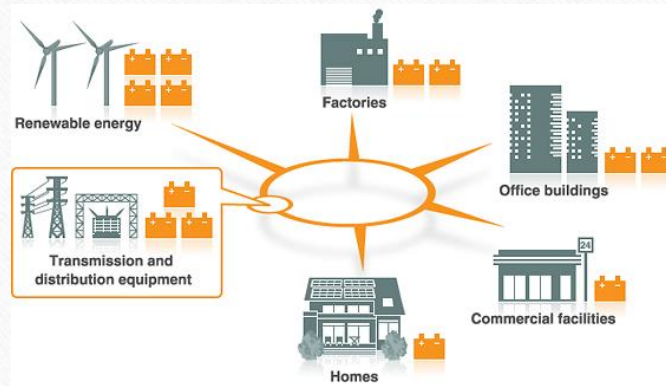 Renewable energy
Factories
Office buildings
Transmission and
distribution equipment
24
Commercial facilities
Homes